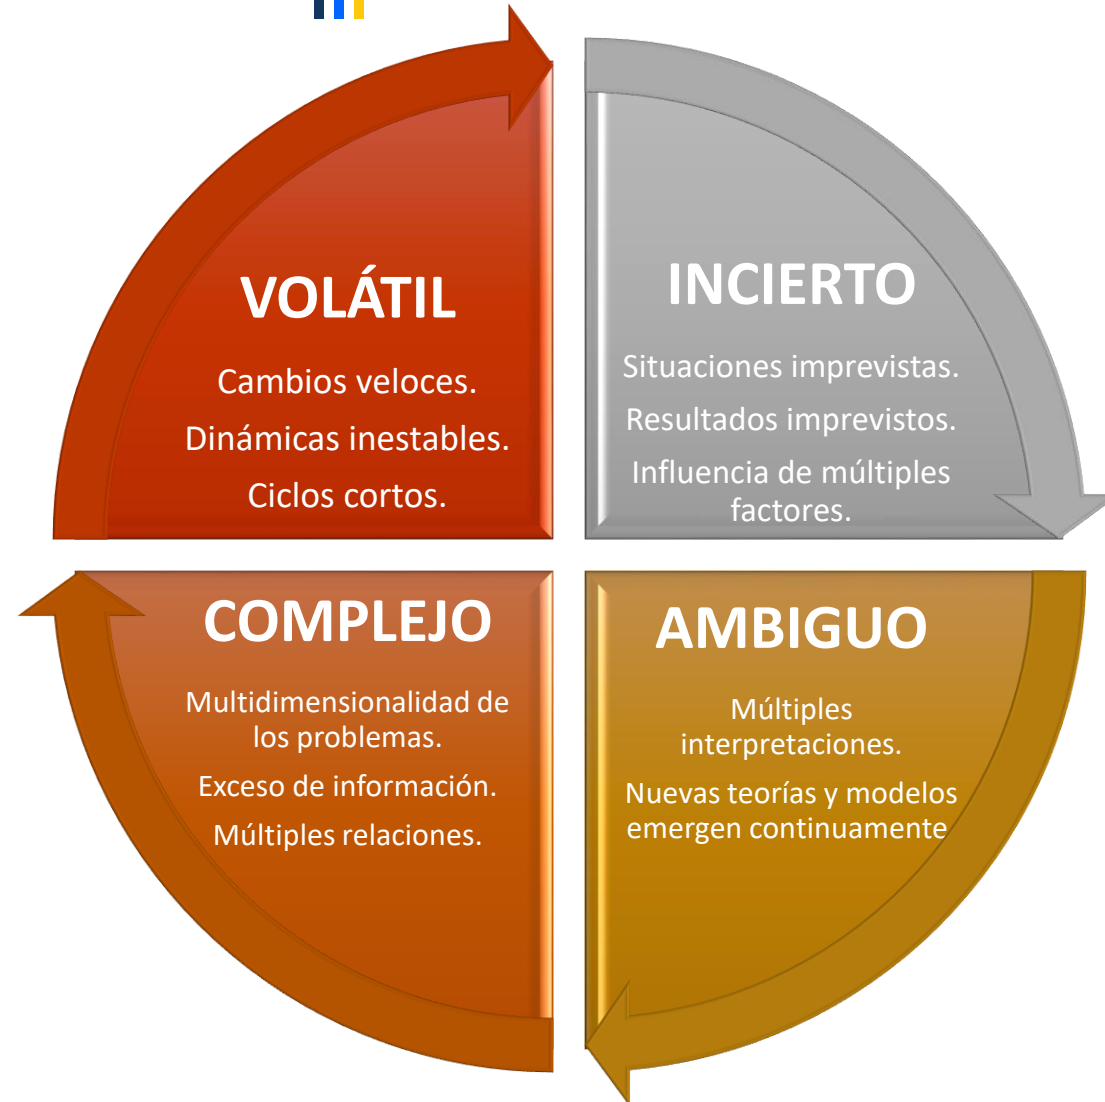 VOLÁTIL
Cambios veloces.
Dinámicas inestables.
Ciclos cortos.
INCIERTO
Situaciones imprevistas.
Resultados imprevistos.
Influencia de múltiples
factores.
COMPLEJO
Multidimensionalidad de
los problemas.
Exceso de información.
Múltiples relaciones.
AMBIGUO
Múltiples
interpretaciones.
Nuevas teorías y modelos
emergen continuamente